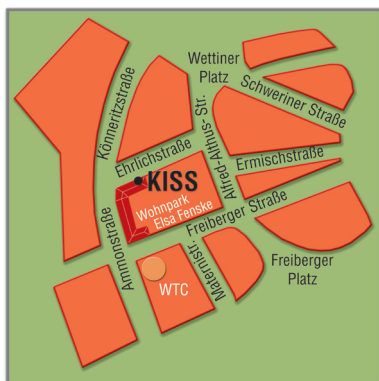 Wettiner
Platz
Könneritzstraße
Schweriner Straße
Ehrlichstraße
Alfred-Althus- Str.
Ermischstraße
KISS
Wohnpark
Elsa Fenske
Freiberger Straße
Ammonstraße
Maternistr.
Freiberger
Platz
WTC